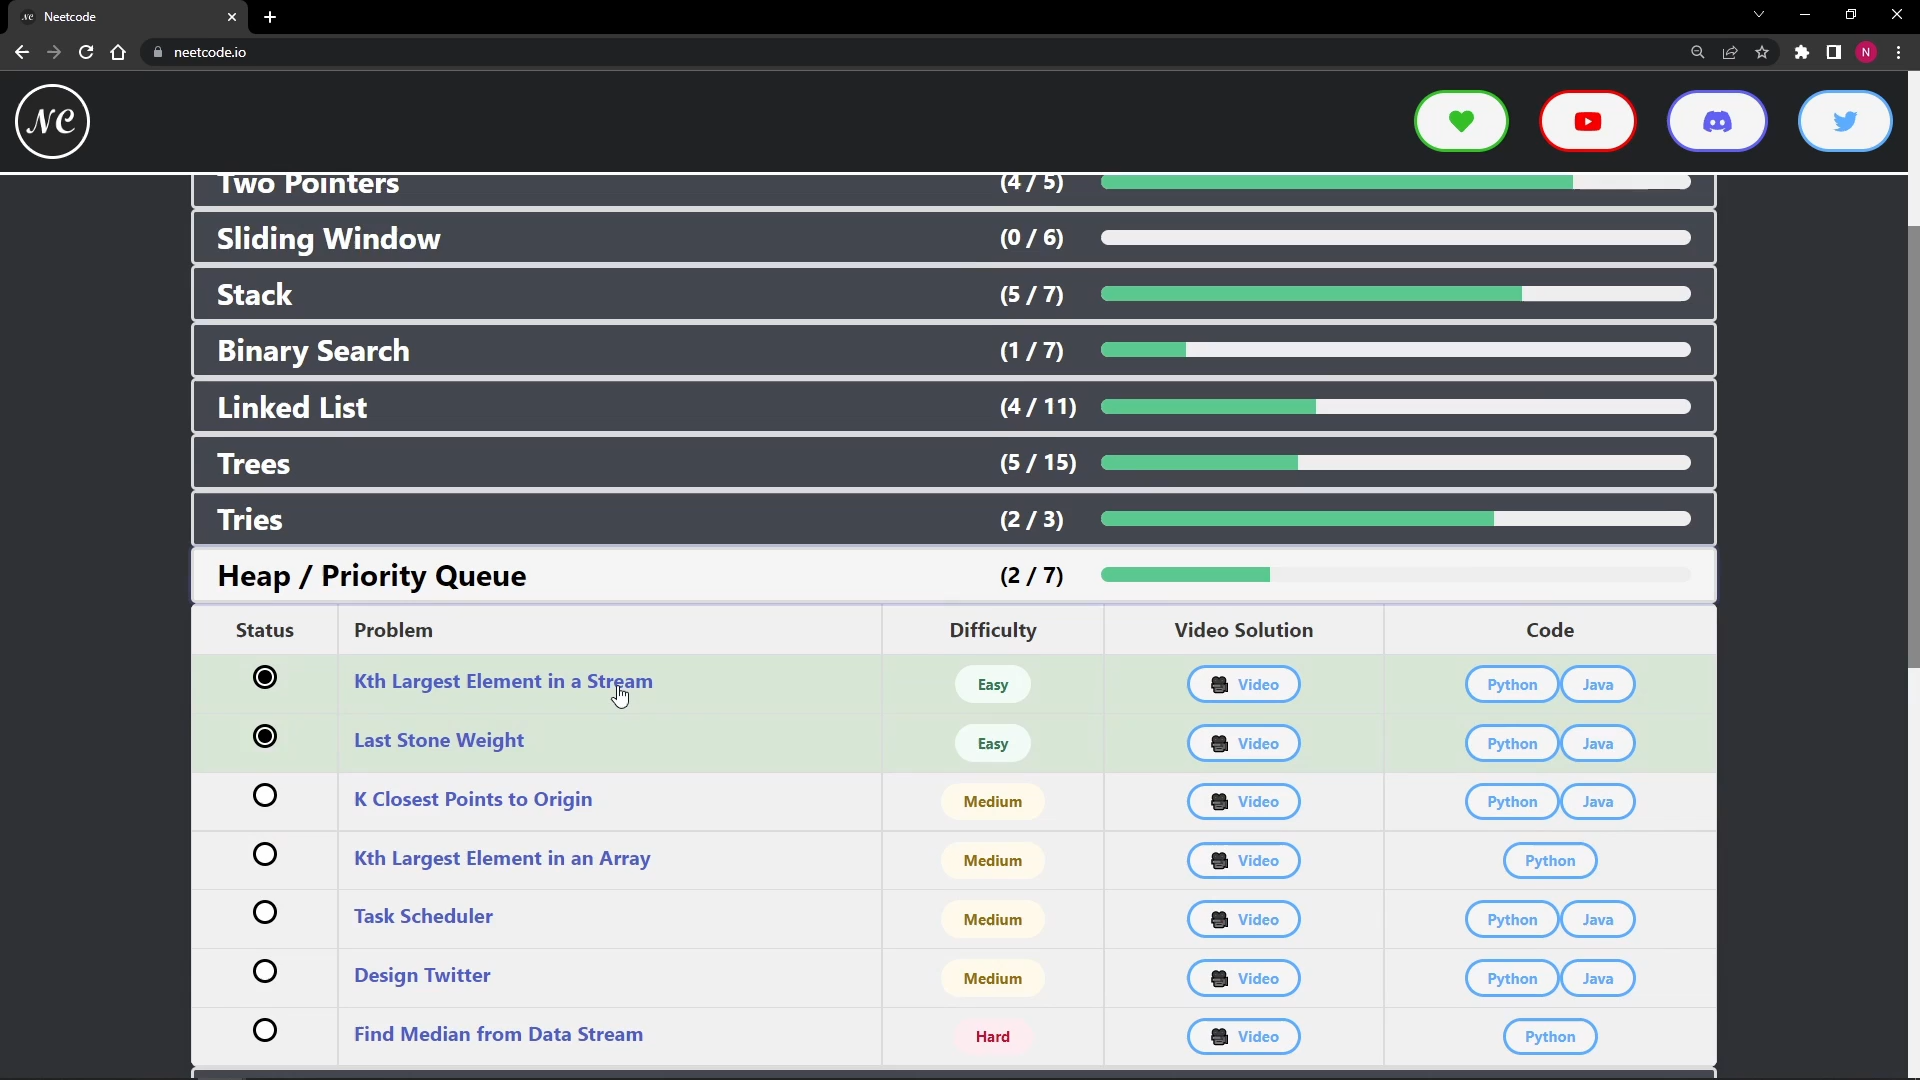 NC Neetcode
neetcode.io
N
NC
Two Pointers (4 / 5)
Sliding Window (0 / 6)
Stack (5 / 7)
Binary Search (1 / 7)
Linked List (4 / 11)
Trees (5 / 15)
Tries (2 / 3)
Heap / Priority Queue (2 / 7)
Status Problem Difficulty Video Solution Code
Kth Largest Element in a Stream Easy Video Python Java
Last Stone Weight Easy Video Python Java
K Closest Points to Origin Medium Video Python Java
Kth Largest Element in an Array Medium Video Python
Task Scheduler Medium Video Python Java
Design Twitter Medium Video Python Java
Find Median from Data Stream Hard Video Python